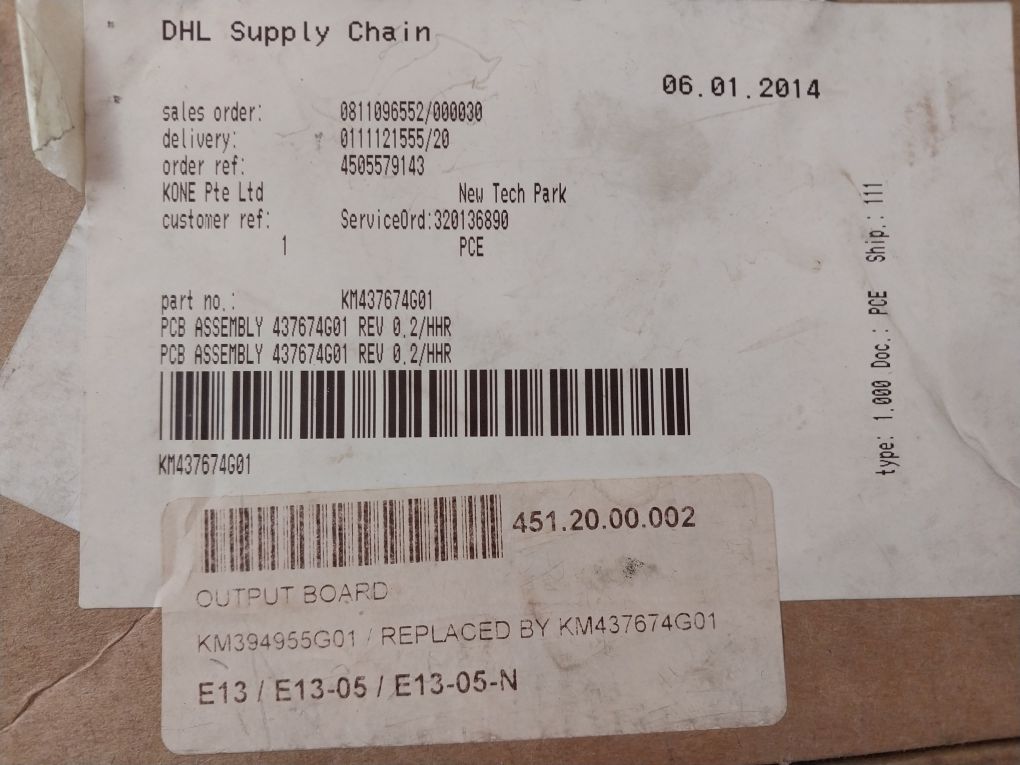 DHL Supply Chain
06.01.2014
sales order: 0811096552/000030
delivery: 0111121555/20
order ref: 4505579143
KONE Pte Ltd New Tech Park
customer ref: ServiceOrd:320136890
1 PCE
part no.: KM437674G01
PCB ASSEMBLY 437674G01 REV 0.2/HHR
PCB ASSEMBLY 437674G01 REV 0.2/HHR
KM437674G01
type: 1.000 Doc.: PCE Ship.: 111
451.20.00.002
OUTPUT BOARD
KM394955G01 / REPLACED BY KM437674G01
E13 / E13-05 / E13-05-N